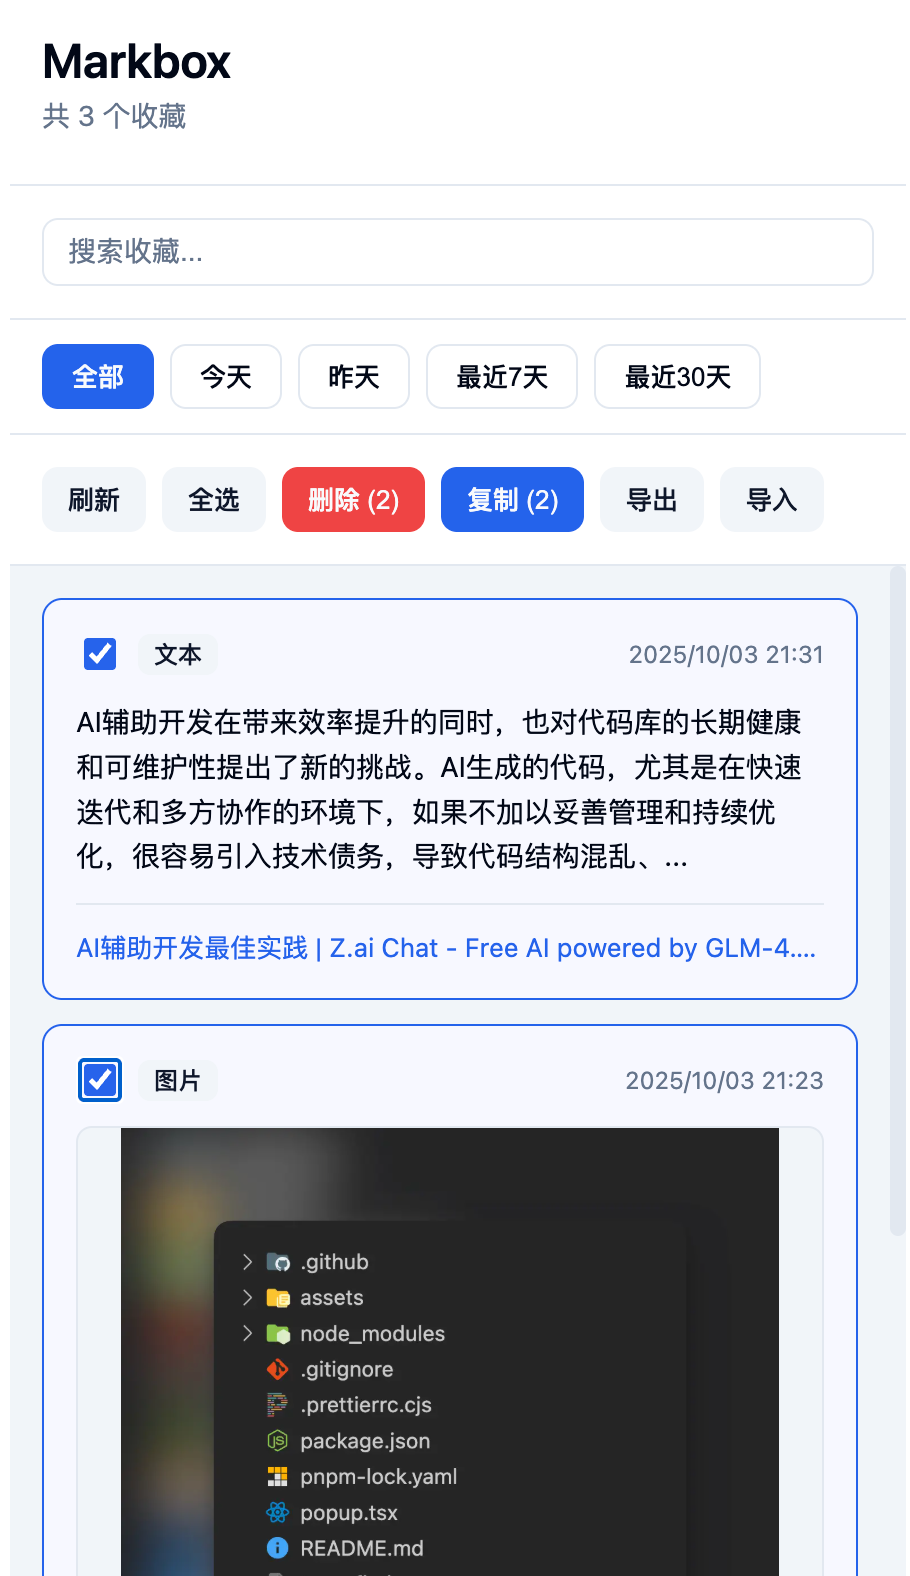 Markbox
共 3 个收藏
搜索收藏...
全部 今天 昨天 最近7天 最近30天
刷新 全选 删除 (2) 复制 (2) 导出 导入
文本 2025/10/03 21:31
AI辅助开发在带来效率提升的同时，也对代码库的长期健康
和可维护性提出了新的挑战。AI生成的代码，尤其是在快速
迭代和多方协作的环境下，如果不加以妥善管理和持续优
化，很容易引入技术债务，导致代码结构混乱、...
AI辅助开发最佳实践 | Z.ai Chat - Free AI powered by GLM-4....
图片 2025/10/03 21:23
.github
assets
node_modules
.gitignore
.prettierrc.cjs
package.json
pnpm-lock.yaml
popup.tsx
README.md